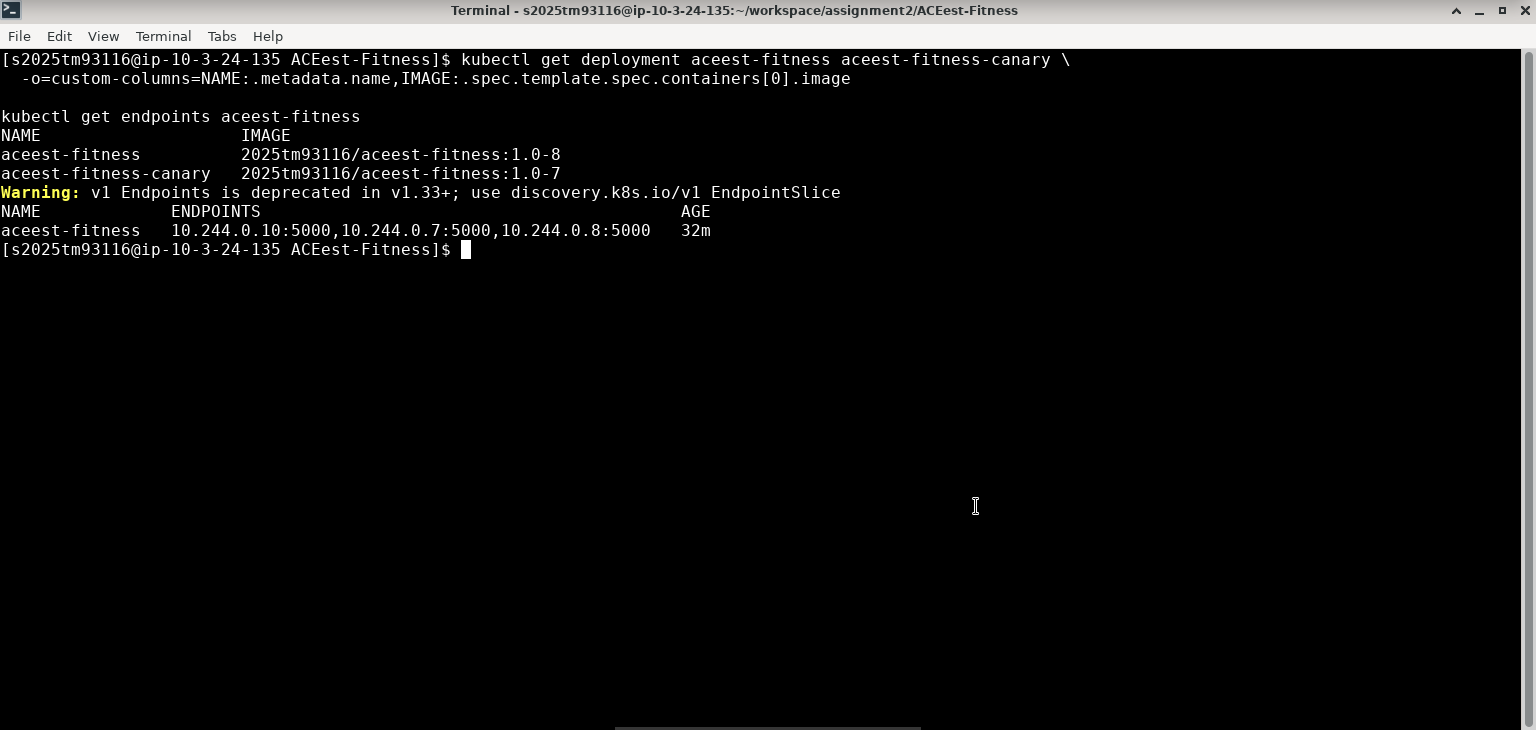 Terminal - s2025tm93116@ip-10-3-24-135:~/workspace/assignment2/ACEest-Fitness
File Edit View Terminal Tabs Help
[s2025tm93116@ip-10-3-24-135 ACEest-Fitness]$ kubectl get deployment aceest-fitness aceest-fitness-canary \
  -o=custom-columns=NAME:.metadata.name,IMAGE:.spec.template.spec.containers[0].image
kubectl get endpoints aceest-fitness
NAME                    IMAGE
aceest-fitness          2025tm93116/aceest-fitness:1.0-8
aceest-fitness-canary   2025tm93116/aceest-fitness:1.0-7
Warning: v1 Endpoints is deprecated in v1.33+; use discovery.k8s.io/v1 EndpointSlice
NAME             ENDPOINTS                                          AGE
aceest-fitness   10.244.0.10:5000,10.244.0.7:5000,10.244.0.8:5000   32m
[s2025tm93116@ip-10-3-24-135 ACEest-Fitness]$